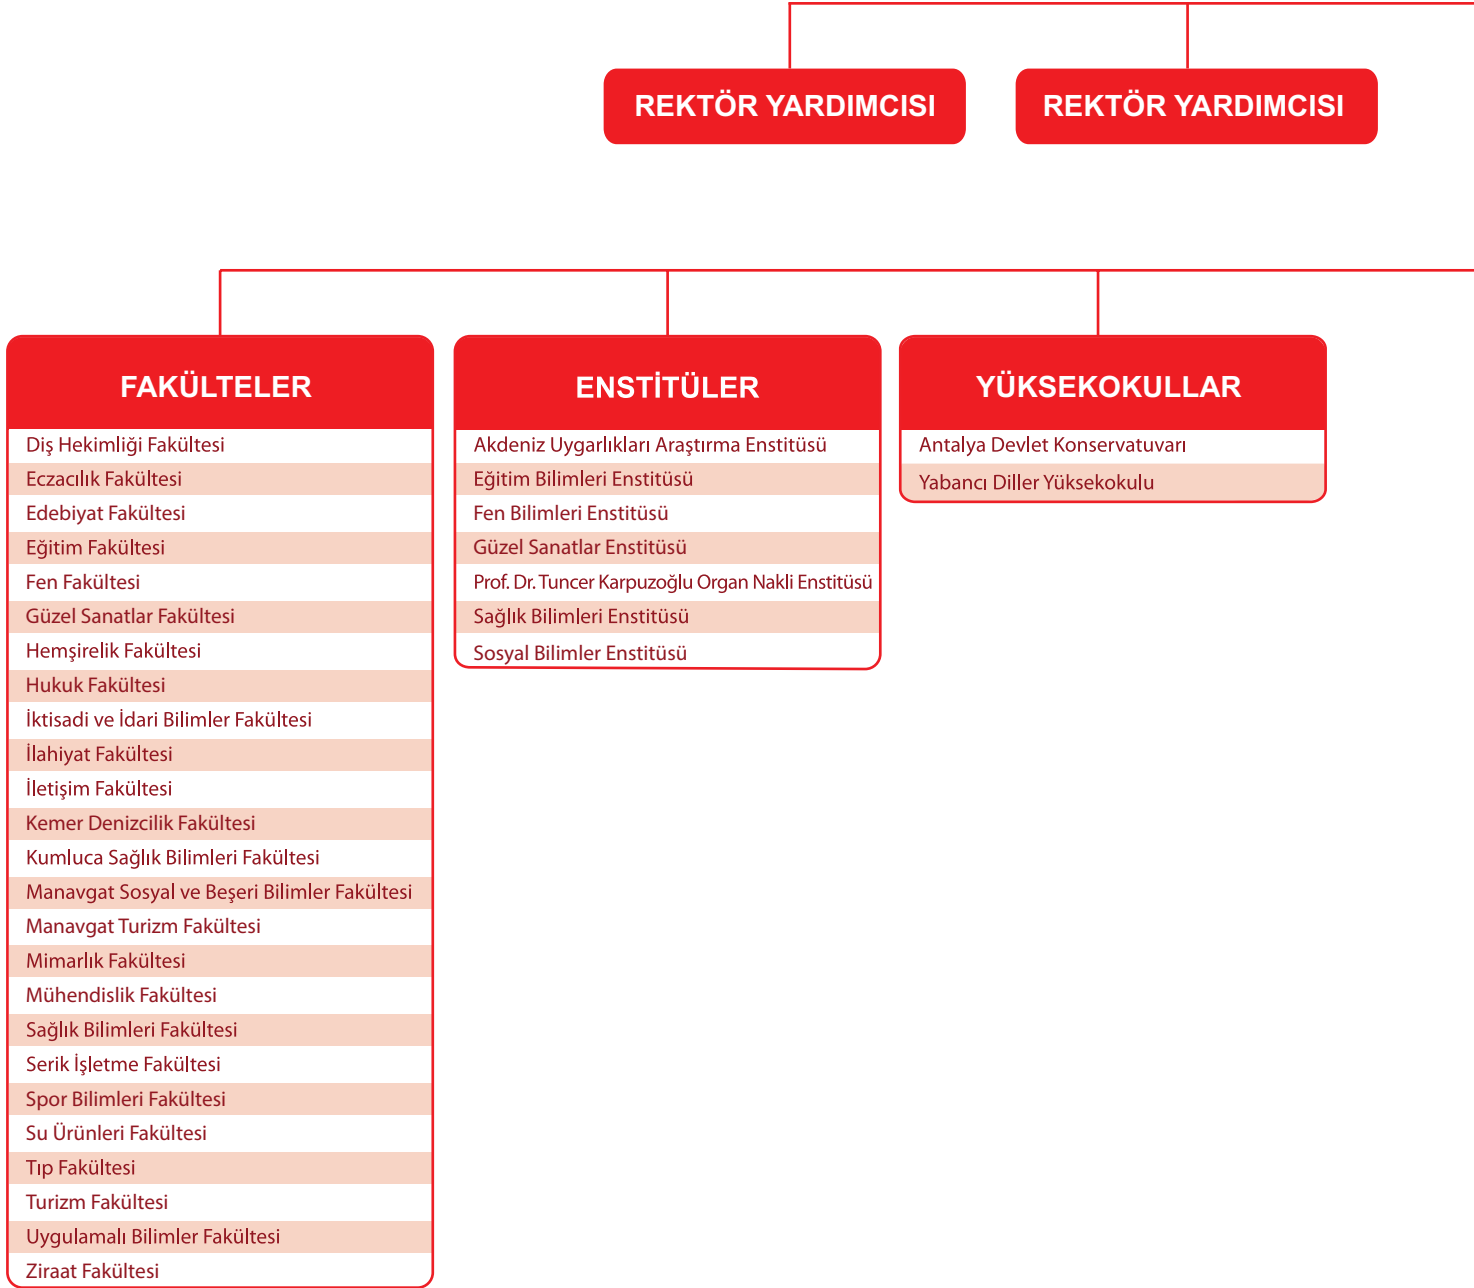 REKTÖR YARDIMCISI
REKTÖR YARDIMCISI
FAKÜLTELER
Diş Hekimliği Fakültesi
Eczacılık Fakültesi
Edebiyat Fakültesi
Eğitim Fakültesi
Fen Fakültesi
Güzel Sanatlar Fakültesi
Hemşirelik Fakültesi
Hukuk Fakültesi
İktisadi ve İdari Bilimler Fakültesi
İlahiyat Fakültesi
İletişim Fakültesi
Kemer Denizcilik Fakültesi
Kumluca Sağlık Bilimleri Fakültesi
Manavgat Sosyal ve Beşeri Bilimler Fakültesi
Manavgat Turizm Fakültesi
Mimarlık Fakültesi
Mühendislik Fakültesi
Sağlık Bilimleri Fakültesi
Serik İşletme Fakültesi
Spor Bilimleri Fakültesi
Su Ürünleri Fakültesi
Tıp Fakültesi
Turizm Fakültesi
Uygulamalı Bilimler Fakültesi
Ziraat Fakültesi
ENSTİTÜLER
Akdeniz Uygarlıkları Araştırma Enstitüsü
Eğitim Bilimleri Enstitüsü
Fen Bilimleri Enstitüsü
Güzel Sanatlar Enstitüsü
Prof. Dr. Tuncer Karpuzoğlu Organ Nakli Enstitüsü
Sağlık Bilimleri Enstitüsü
Sosyal Bilimler Enstitüsü
YÜKSEKOKULLAR
Antalya Devlet Konservatuvarı
Yabancı Diller Yüksekokulu